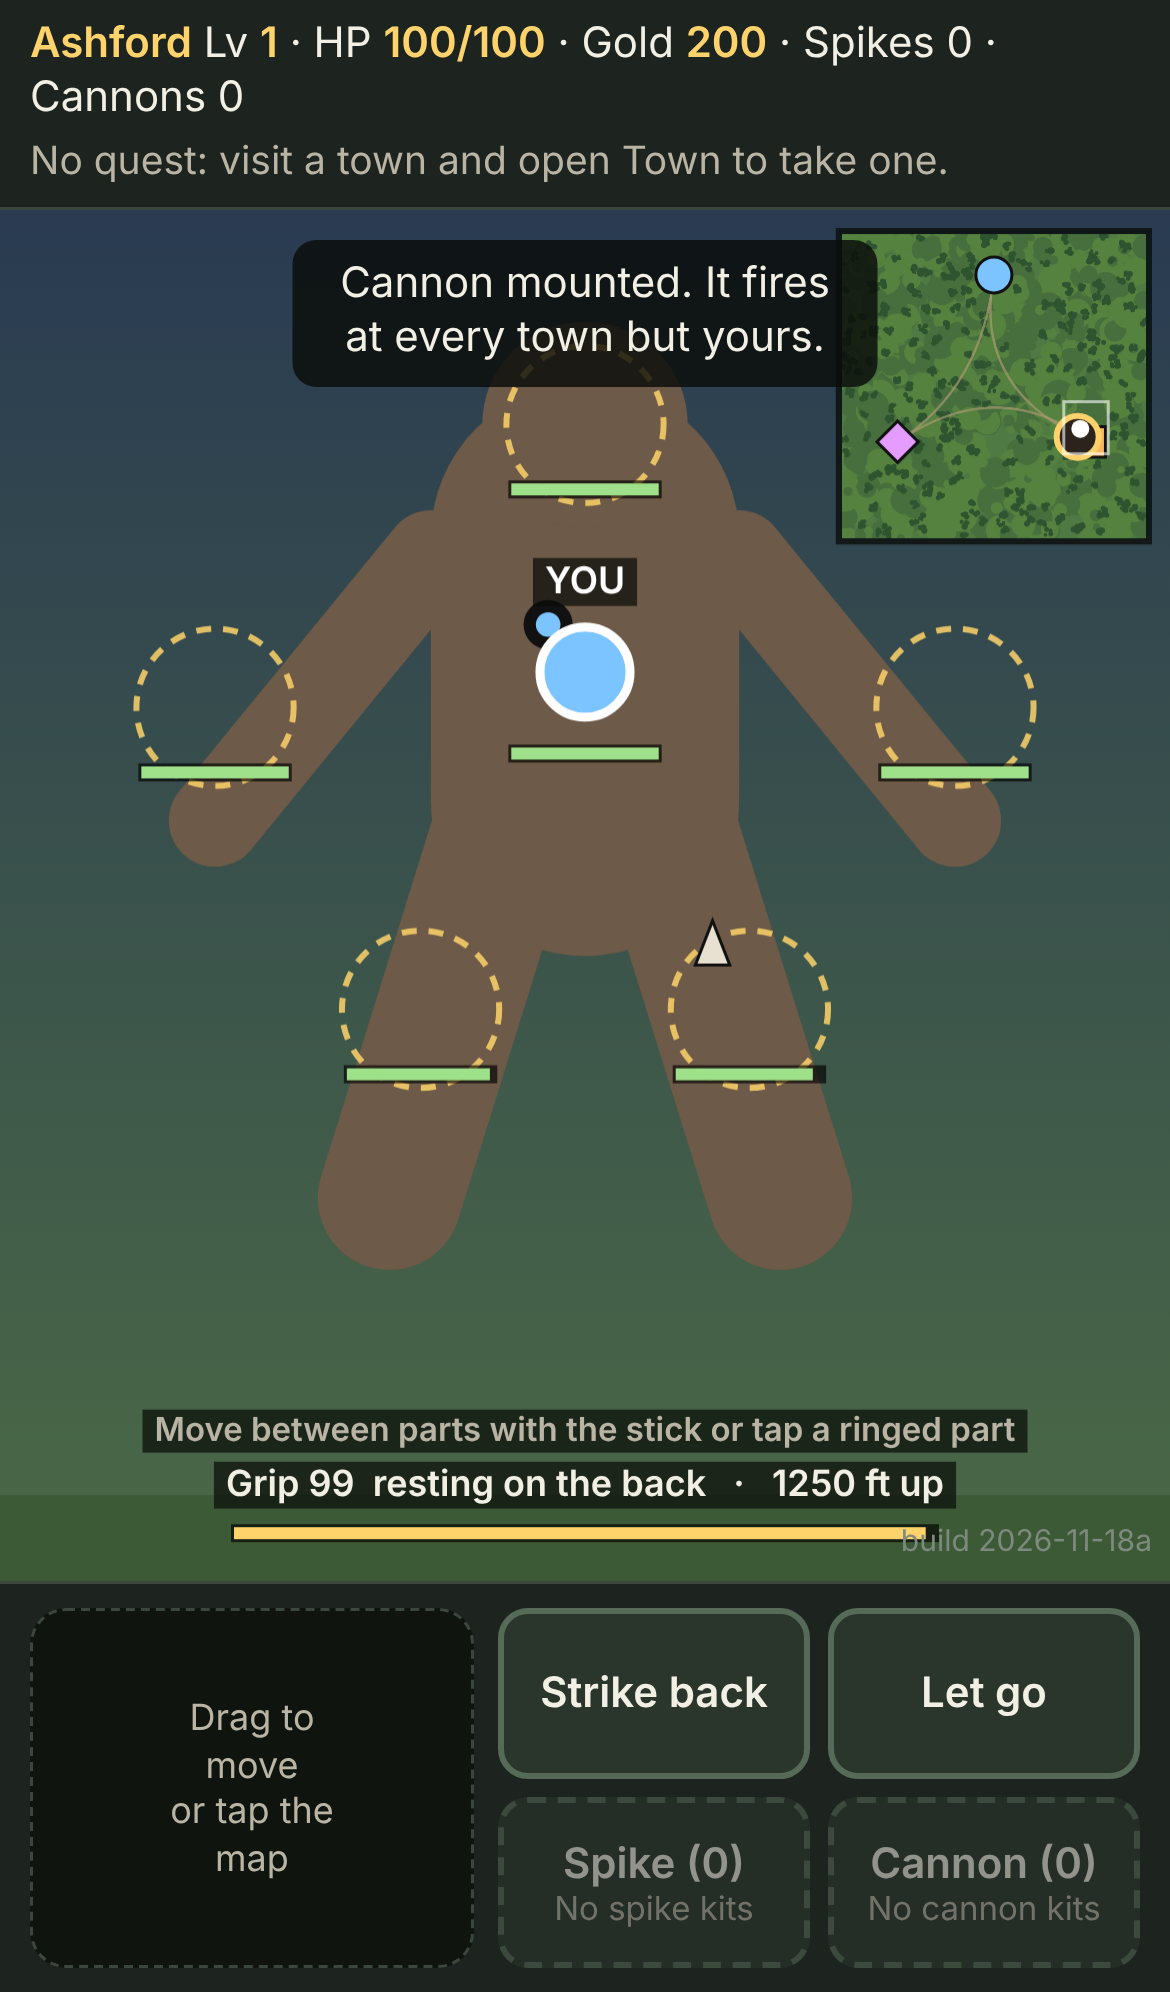 Ashford Lv 1 · HP 100/100 · Gold 200 · Spikes 0 ·
Cannons 0
No quest: visit a town and open Town to take one.
Cannon mounted. It fires
at every town but yours.
YOU
Move between parts with the stick or tap a ringed part
Grip 99 resting on the back · 1250 ft up
build 2026-11-18a
Drag to
move
or tap the
map
Strike back
Let go
Spike (0)
No spike kits
Cannon (0)
No cannon kits